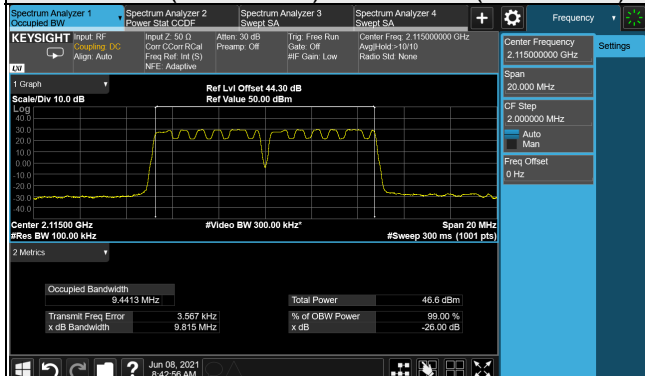 Spectrum Analyzer 1
Occupied BW
Spectrum Analyzer 2
Power Stat CCDF
Spectrum Analyzer 3
Swept SA
Spectrum Analyzer 4
Swept SA
+
Frequency
KEYSIGHT
LXI
Input: RF
Coupling: DC
Align: Auto
Input Z: 50 Ω
Corr CCorr RCal
Freq Ref: Int (S)
NFE: Adaptive
Atten: 30 dB
Preamp: Off
Trig: Free Run
Gate: Off
#IF Gain: Low
Center Freq: 2.115000000 GHz
Avg|Hold:>10/10
Radio Std: None
Center Frequency
2.115000000 GHz
Settings
Span
20.000 MHz
CF Step
2.000000 MHz
Auto
Man
Freq Offset
0 Hz
1 Graph
Scale/Div 10.0 dB
Ref Lvl Offset 44.30 dB
Ref Value 50.00 dBm
Log
40.0
30.0
20.0
10.0
0.00
-10.0
-20.0
-30.0
-40.0
Center 2.11500 GHz
#Res BW 100.00 kHz
#Video BW 300.00 kHz*
Span 20 MHz
#Sweep 300 ms (1001 pts)
2 Metrics
Occupied Bandwidth
9.4413 MHz
Total Power 46.6 dBm
Transmit Freq Error 3.567 kHz
% of OBW Power 99.00 %
x dB Bandwidth 9.815 MHz
x dB -26.00 dB
?
Jun 08, 2021
8:42:56 AM